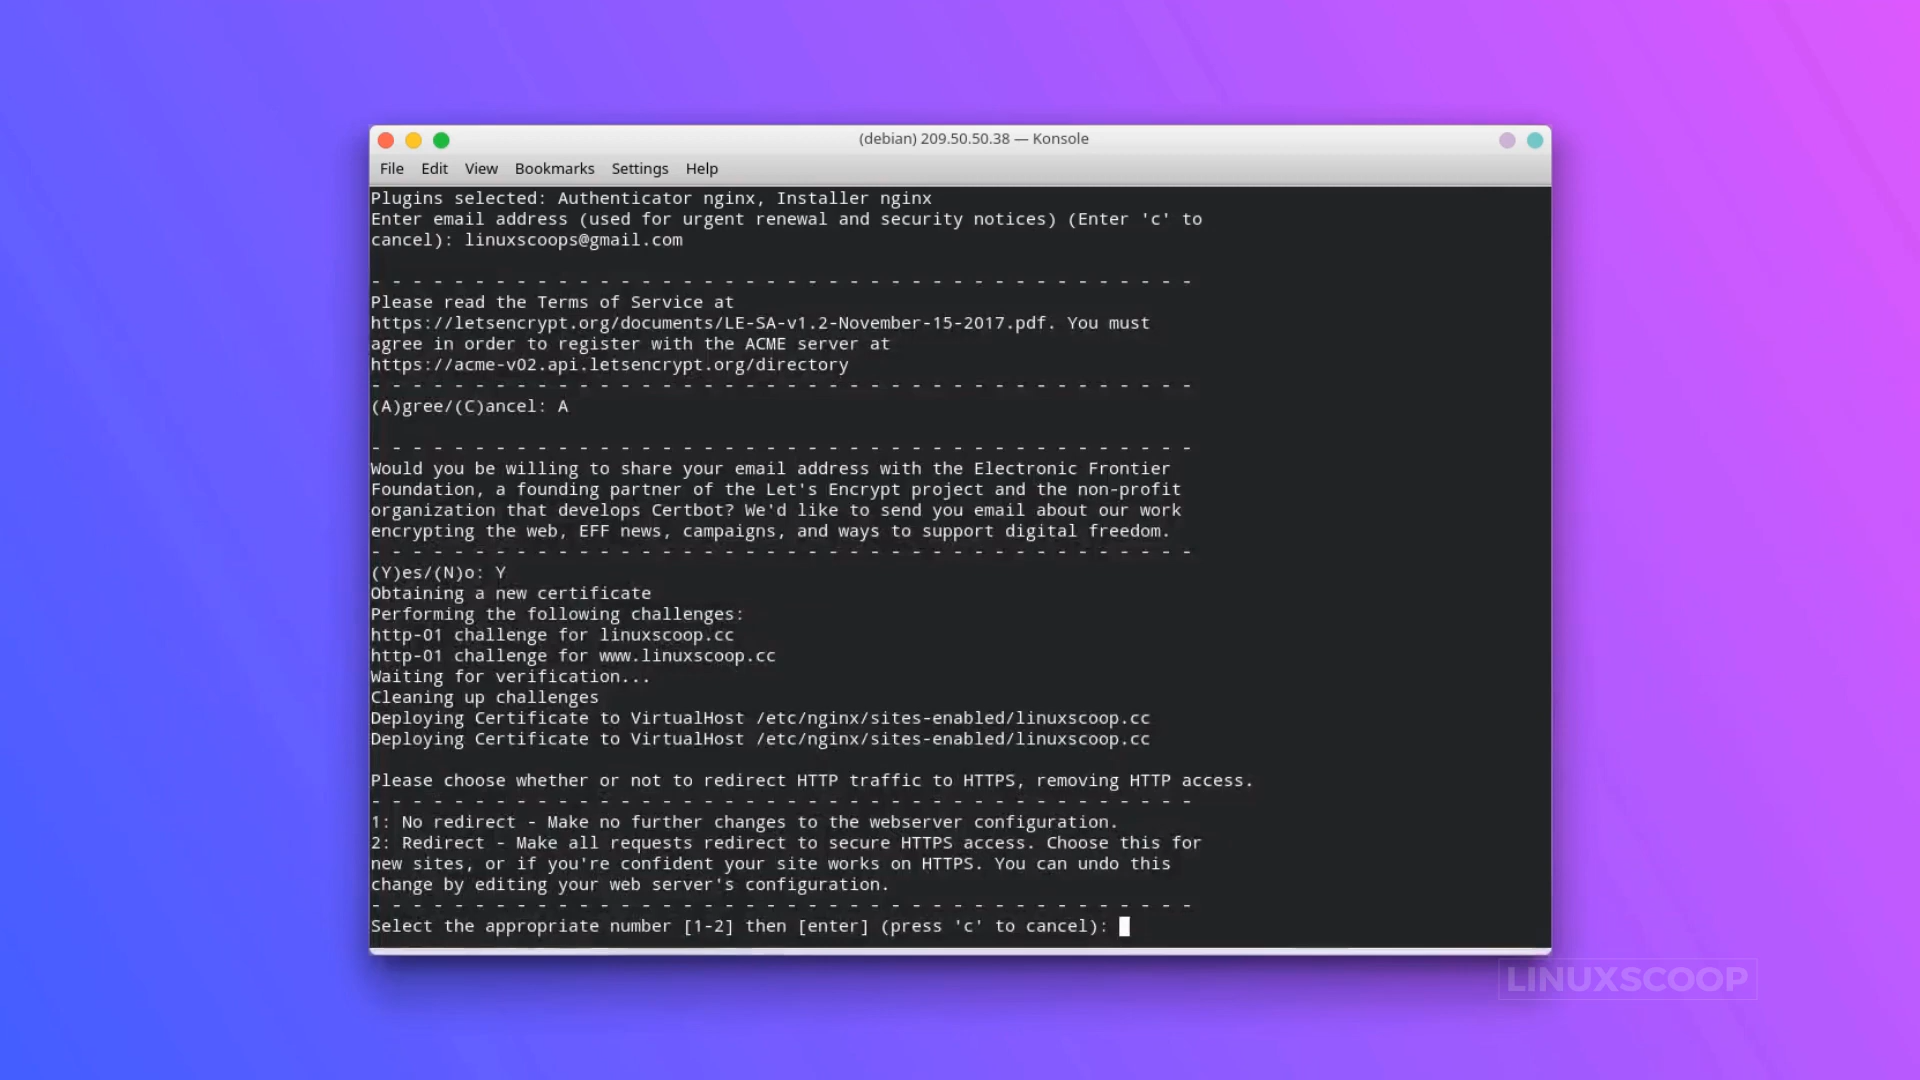 (debian) 209.50.50.38 — Konsole
File Edit View Bookmarks Settings Help
Plugins selected: Authenticator nginx, Installer nginx
Enter email address (used for urgent renewal and security notices) (Enter 'c' to
cancel): linuxscoops@gmail.com
- - - - - - - - - - - - - - - - - - - - - - - - - - - - - - - - - - - - - - - -
Please read the Terms of Service at
https://letsencrypt.org/documents/LE-SA-v1.2-November-15-2017.pdf. You must
agree in order to register with the ACME server at
https://acme-v02.api.letsencrypt.org/directory
- - - - - - - - - - - - - - - - - - - - - - - - - - - - - - - - - - - - - - - -
(A)gree/(C)ancel: A
- - - - - - - - - - - - - - - - - - - - - - - - - - - - - - - - - - - - - - - -
Would you be willing to share your email address with the Electronic Frontier
Foundation, a founding partner of the Let's Encrypt project and the non-profit
organization that develops Certbot? We'd like to send you email about our work
encrypting the web, EFF news, campaigns, and ways to support digital freedom.
- - - - - - - - - - - - - - - - - - - - - - - - - - - - - - - - - - - - - - - -
(Y)es/(N)o: Y
Obtaining a new certificate
Performing the following challenges:
http-01 challenge for linuxscoop.cc
http-01 challenge for www.linuxscoop.cc
Waiting for verification...
Cleaning up challenges
Deploying Certificate to VirtualHost /etc/nginx/sites-enabled/linuxscoop.cc
Deploying Certificate to VirtualHost /etc/nginx/sites-enabled/linuxscoop.cc
Please choose whether or not to redirect HTTP traffic to HTTPS, removing HTTP access.
- - - - - - - - - - - - - - - - - - - - - - - - - - - - - - - - - - - - - - - -
1: No redirect - Make no further changes to the webserver configuration.
2: Redirect - Make all requests redirect to secure HTTPS access. Choose this for
new sites, or if you're confident your site works on HTTPS. You can undo this
change by editing your web server's configuration.
- - - - - - - - - - - - - - - - - - - - - - - - - - - - - - - - - - - - - - - -
Select the appropriate number [1-2] then [enter] (press 'c' to cancel):
LINUXSCOOP